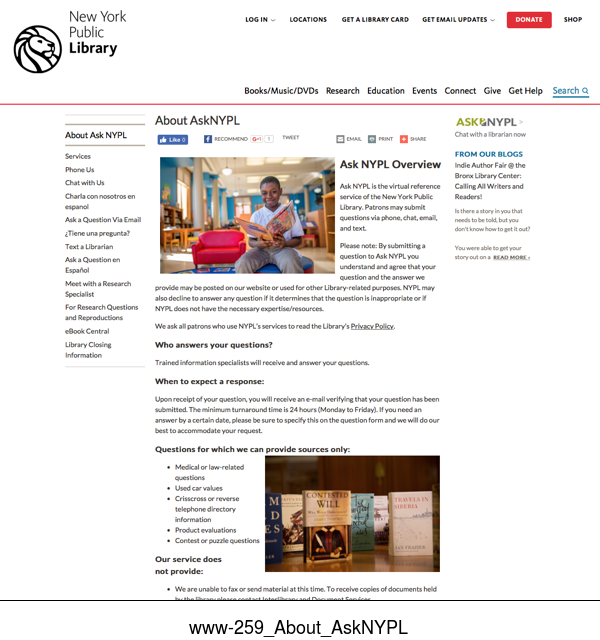 New York
Public
Library
LOG IN
LOCATIONS
GET A LIBRARY CARD
GET EMAIL UPDATES
DONATE
SHOP
Books/Music/DVDs Research Education Events Connect Give Get Help Search
About Ask NYPL
Services
Phone Us
Chat with Us
Charla con nosotros en
espanol
Ask a Question Via Email
¿Tiene una pregunta?
Text a Librarian
Ask a Question en
Español
Meet with a Research
Specialist
For Research Questions
and Reproductions
eBook Central
Library Closing
Information
About AskNYPL
Like 0
RECOMMEND
G+1
TWEET
EMAIL
PRINT
SHARE
Ask NYPL Overview
Ask NYPL is the virtual reference
service of the New York Public
Library. Patrons may submit
questions via phone, chat, email,
and text.
Please note: By submitting a
question to Ask NYPL you
understand and agree that your
question and the answer we
provide may be posted on our website or used for other Library-related purposes. NYPL may
also decline to answer any question if it determines that the question is inappropriate or if
NYPL does not have the necessary expertise/resources.
We ask all patrons who use NYPL's services to read the Library's Privacy Policy.
Who answers your questions?
Trained information specialists will receive and answer your questions.
When to expect a response:
Upon receipt of your question, you will receive an e-mail verifying that your question has been
submitted. The minimum turnaround time is 24 hours (Monday to Friday). If you need an
answer by a certain date, please be sure to specify this on the question form and we will do our
best to accommodate your request.
Questions for which we can provide sources only:
• Medical or law-related
questions
• Used car values
• Crisscross or reverse
telephone directory
information
• Product evaluations
• Contest or puzzle questions
CONTESTED
WILL
TRAVELS IN
SIBERIA
IAN FRAZIER
Our service does
not provide:
• We are unable to fax or send material at this time. To receive copies of documents held
by the library please contact Interlibrary and Document Services
ASK NYPL >
Chat with a librarian now
FROM OUR BLOGS
Indie Author Fair @ the
Bronx Library Center:
Calling All Writers and
Readers!
Is there a story in you that
needs to be told, but you
don't know how to get it out?
You were able to get your
story out on a READ MORE ›
www-259_About_AskNYPL